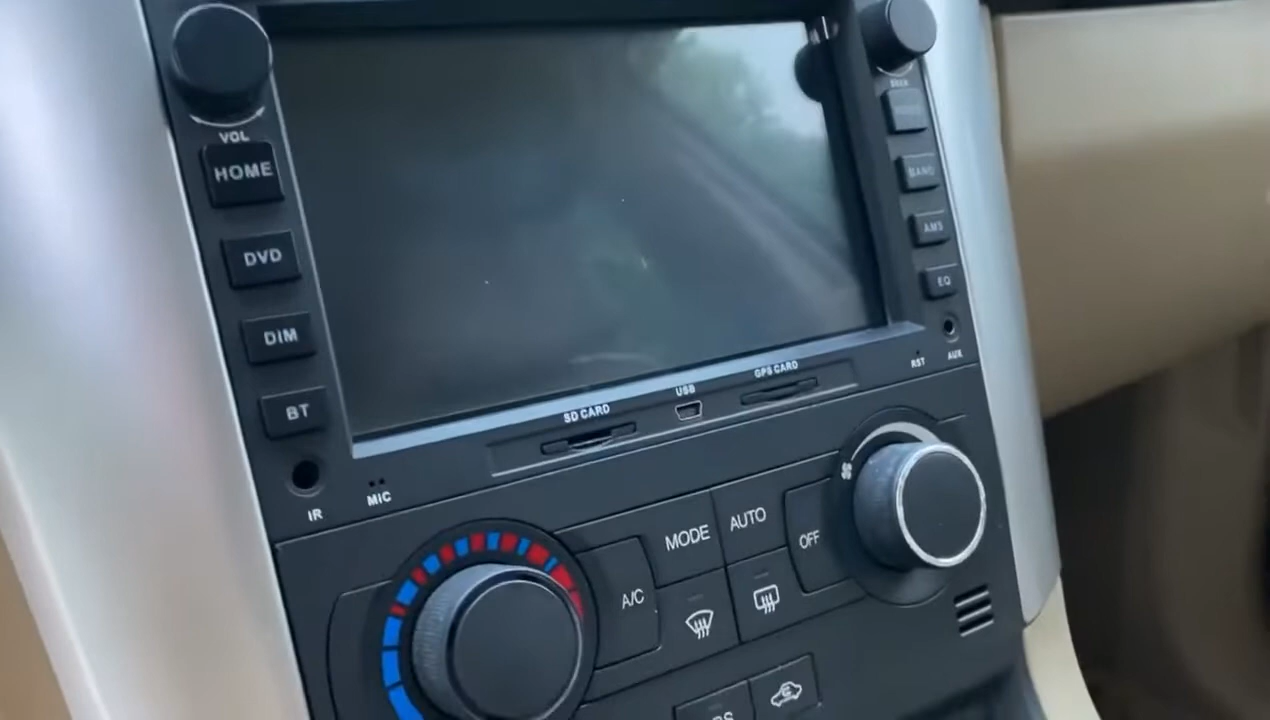 VOL
HOME
DVD
DIM
BT
IR
MIC
SD CARD
USB
GPS CARD
RST
AUX
BAND
AMS
EQ
A/C
MODE
AUTO
OFF